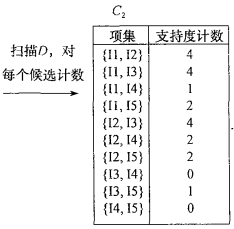 C₂
扫描D，对
每个候选计数
项集 支持度计数
{I1, I2} 4
{I1, I3} 4
{I1, I4} 1
{I1, I5} 2
{I2, I3} 4
{I2, I4} 2
{I2, I5} 2
{I3, I4} 0
{I3, I5} 1
{I4, I5} 0